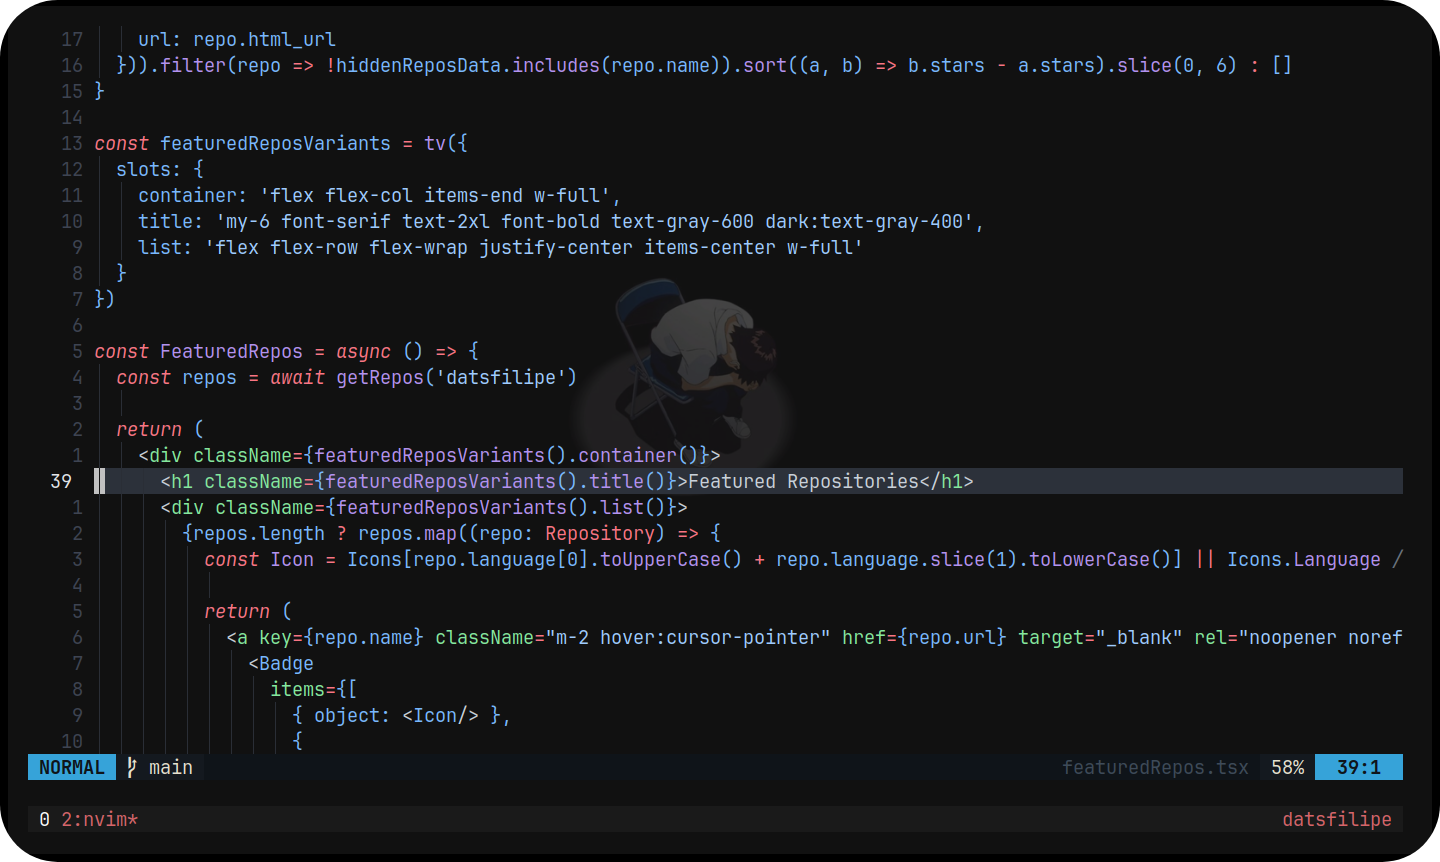 17 url: repo.html_url
16 })).filter(repo => !hiddenReposData.includes(repo.name)).sort((a, b) => b.stars - a.stars).slice(0, 6) : []
15 }
14
13 const featuredReposVariants = tv({
12 slots: {
11 container: 'flex flex-col items-end w-full',
10 title: 'my-6 font-serif text-2xl font-bold text-gray-600 dark:text-gray-400',
9 list: 'flex flex-row flex-wrap justify-center items-center w-full'
8 }
7 })
6
5 const FeaturedRepos = async () => {
4 const repos = await getRepos('datsfilipe')
3
2 return (
1 <div className={featuredReposVariants().container()}>
39 <h1 className={featuredReposVariants().title()}>Featured Repositories</h1>
1 <div className={featuredReposVariants().list()}>
2 {repos.length ? repos.map((repo: Repository) => {
3 const Icon = Icons[repo.language[0].toUpperCase() + repo.language.slice(1).toLowerCase()] || Icons.Language /
4
5 return (
6 <a key={repo.name} className="m-2 hover:cursor-pointer" href={repo.url} target="_blank" rel="noopener noref
7 <Badge
8 items={[
9 { object: <Icon/> },
10 {
NORMAL main featuredRepos.tsx 58% 39:1
0 2:nvim* datsfilipe